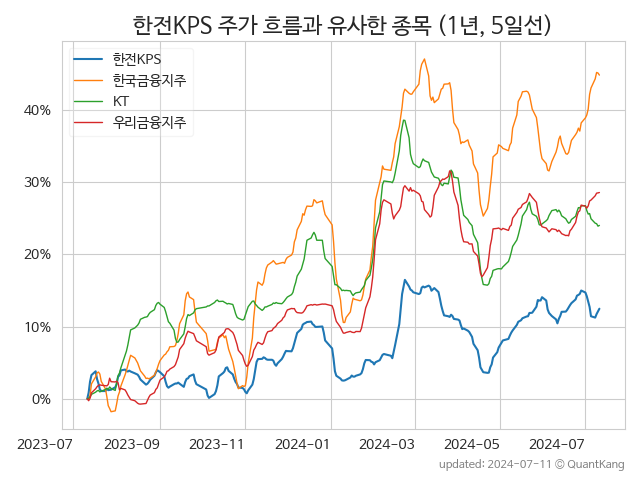 한전KPS 주가 흐름과 유사한 종목 (1년, 5일선)
한전KPS
한국금융지주
KT
우리금융지주
40%
30%
20%
10%
0%
2023-07 2023-09 2023-11 2024-01 2024-03 2024-05 2024-07
updated: 2024-07-11 © QuantKang